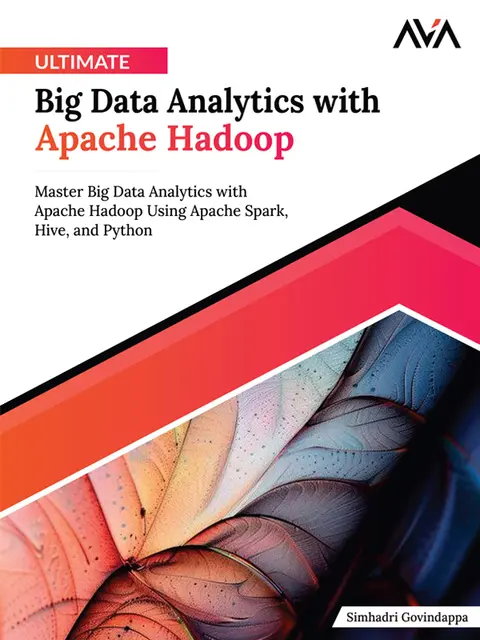 AVA
ULTIMATE
Big Data Analytics with
Apache Hadoop
Master Big Data Analytics with
Apache Hadoop Using Apache Spark,
Hive, and Python
Simhadri Govindappa